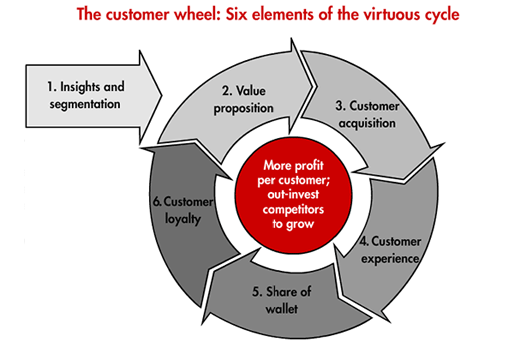 The customer wheel: Six elements of the virtuous cycle
1. Insights and
segmentation
2. Value
proposition
3. Customer
acquisition
4. Customer
experience
5. Share of
wallet
6. Customer
loyalty
More profit
per customer;
out-invest
competitors
to grow